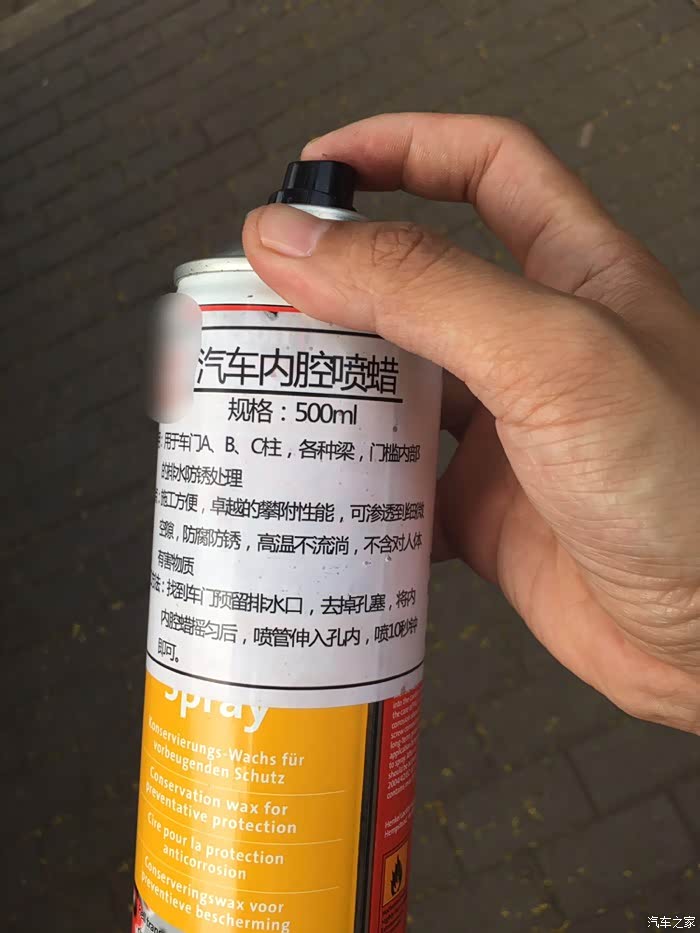 汽车内腔喷蜡
规格：500ml
：用于车门A、B、C柱，各种梁，门槛内部
的排水防锈处理
：施工方便，卓越的攀附性能，可渗透到细微
空隙，防腐防锈，高温不流淌，不含对人体
有害物质
方法：找到车门预留排水口，去掉孔塞，将内
内腔蜡摇匀后，喷管伸入孔内，喷10秒钟
即可。
Spray
Konservierungs-Wachs für
vorbeugenden Schutz
Conservation wax for
preventative protection
Cire pour la protection
anticorrosion
Conserveringswax voor
preventieve bescherming
汽车之家